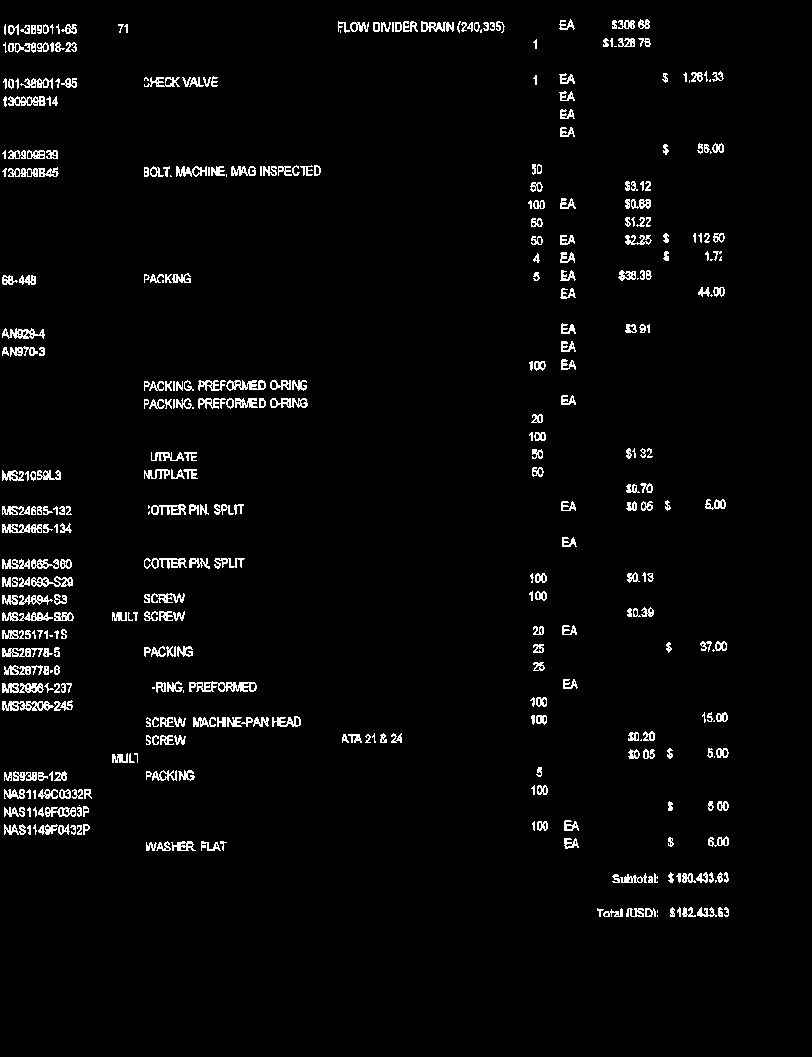 101-389011-65 71 FLOW DIVIDER DRAIN (240,335) EA $306.68
100-389018-23 1 $1,328.76
101-389011-95 CHECK VALVE 1 EA $ 1,261.33
130909B14 EA
EA
EA
130909B39 $ 56.00
130909B45 BOLT, MACHINE, MAG INSPECTED 50
50 $3.12
100 EA $0.68
50 $1.22
50 EA $2.25 $ 112.50
4 EA $ 1.72
68-448 PACKING 5 EA $38.38
EA 44.00
AN929-4 EA $3.91
AN970-3 EA
100 EA
PACKING, PREFORMED O-RING
PACKING, PREFORMED O-RING EA
20
100
UTPLATE 50 $1.32
MS21059L3 NUTPLATE 50
$0.70
MS24665-132 COTTER PIN, SPLIT EA $0.05 $ 5.00
MS24665-134
EA
MS24665-360 COTTER PIN, SPLIT
MS24693-S29 100 $0.13
MS24694-S3 SCREW 100
MS24694-S50 MULT SCREW $0.39
MS25171-1S 20 EA
MS28778-5 PACKING 25 $ 37.00
MS28778-6 25
MS29561-237 -RING, PREFORMED EA
MS35206-245 100
SCREW MACHINE-PAN HEAD 100 15.00
SCREW ATA 21 & 24 $0.20
MULT $0.05 $ 5.00
MS9388-126 PACKING 5
NAS1149C0332R 100
NAS1149F0363P $ 5.00
NAS1149F0432P 100 EA
WASHER, FLAT EA $ 6.00
Subtotal: $ 180,433.63
Total (USD): $182,433.63